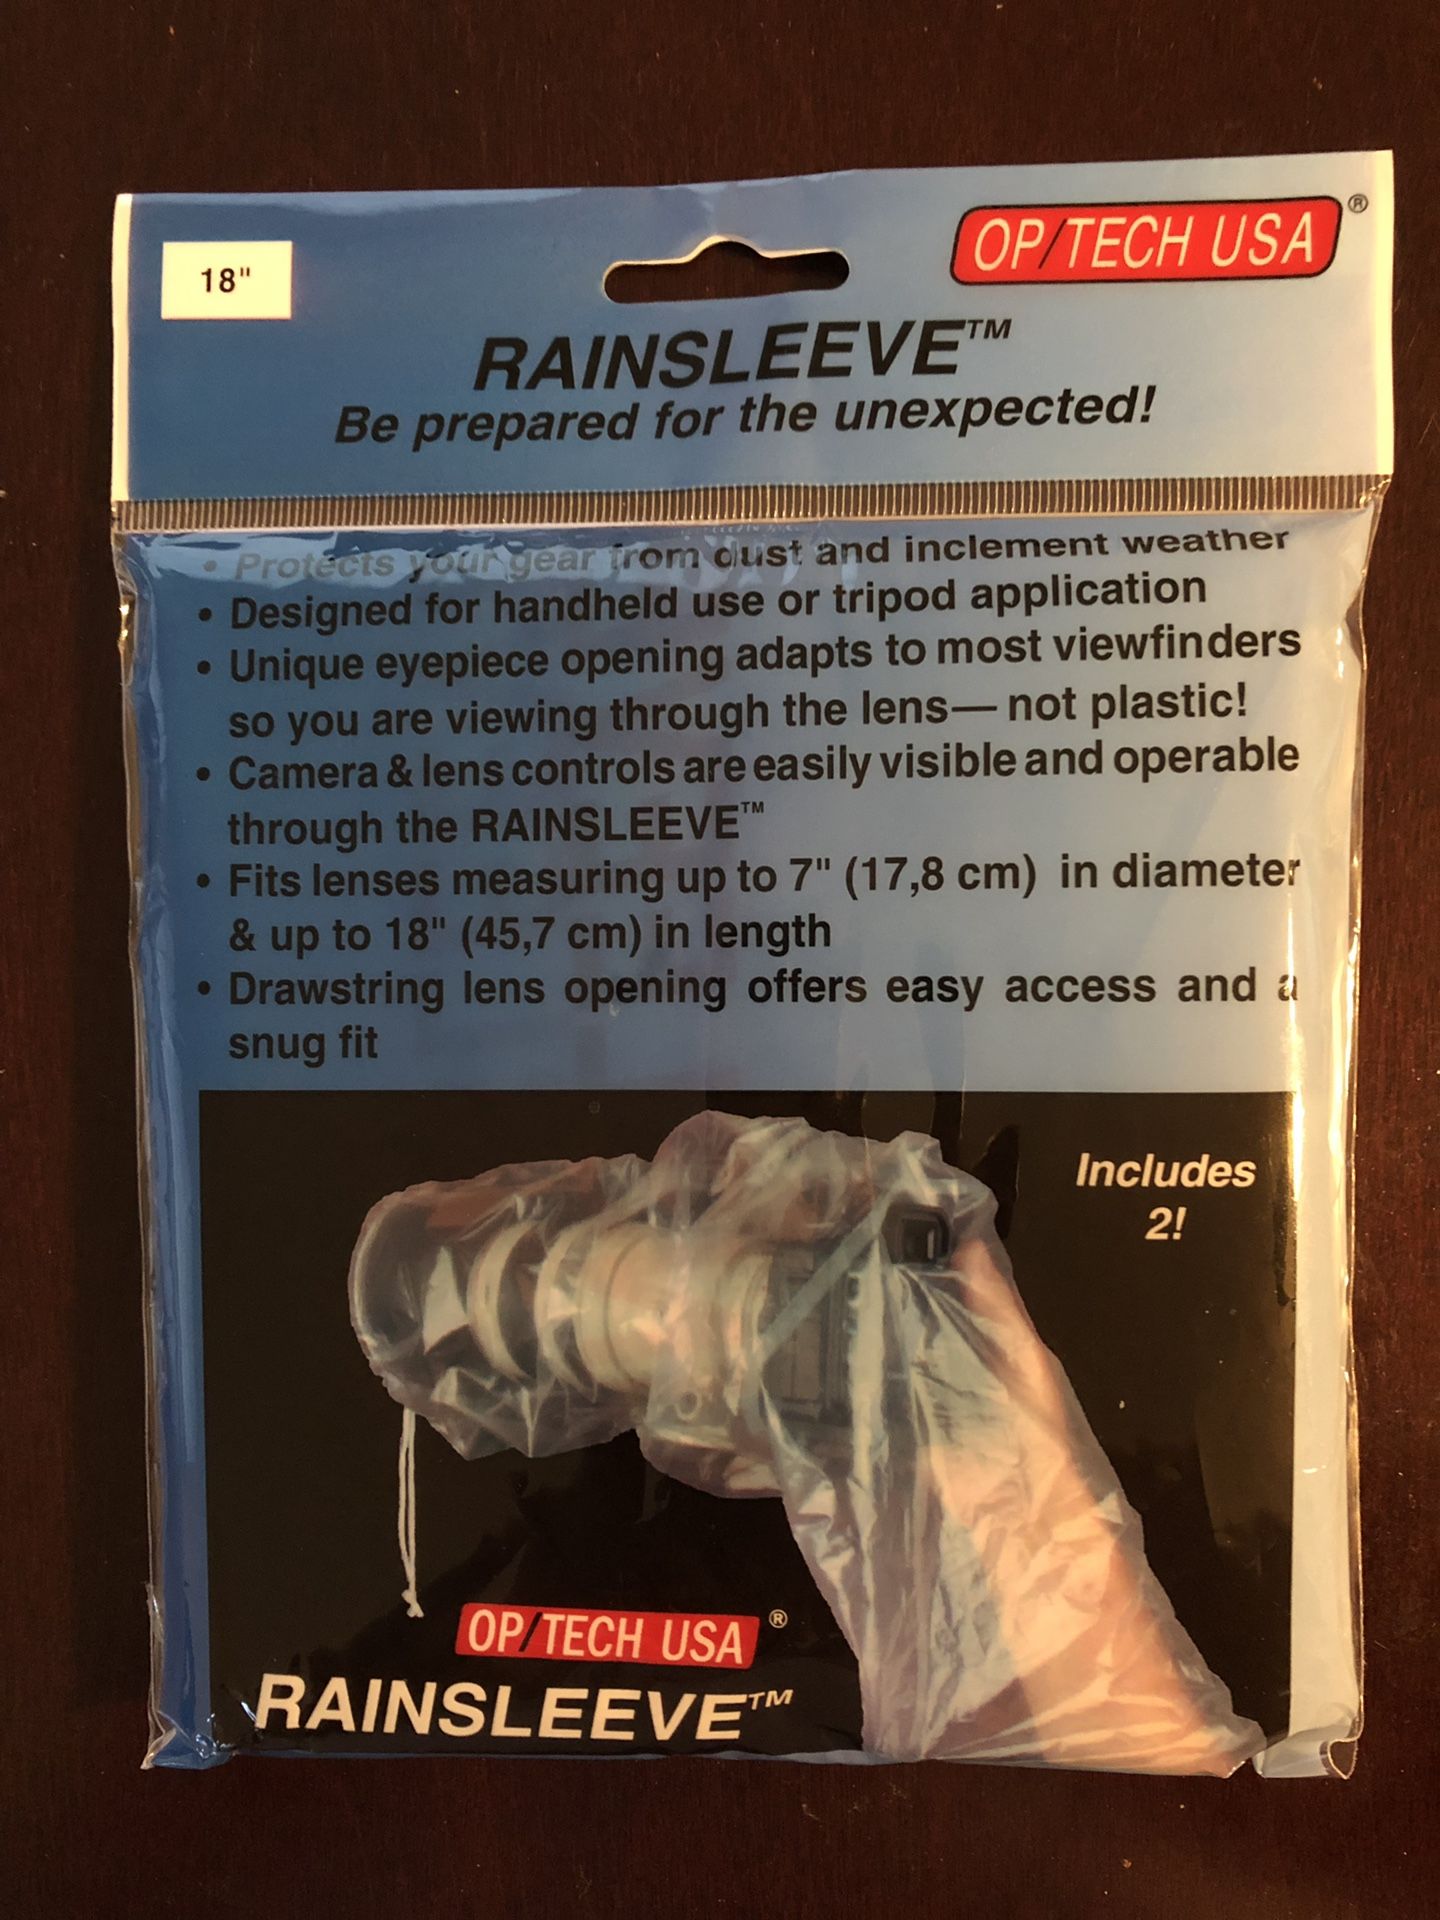 18"
OP/TECH USA®
RAINSLEEVE™
Be prepared for the unexpected!
• Protects your gear from dust and inclement weather
• Designed for handheld use or tripod application
• Unique eyepiece opening adapts to most viewfinders
so you are viewing through the lens— not plastic!
• Camera & lens controls are easily visible and operable
through the RAINSLEEVE™
• Fits lenses measuring up to 7" (17,8 cm) in diameter
& up to 18" (45,7 cm) in length
• Drawstring lens opening offers easy access and a
snug fit
Includes
2!
OP/TECH USA®
RAINSLEEVE™